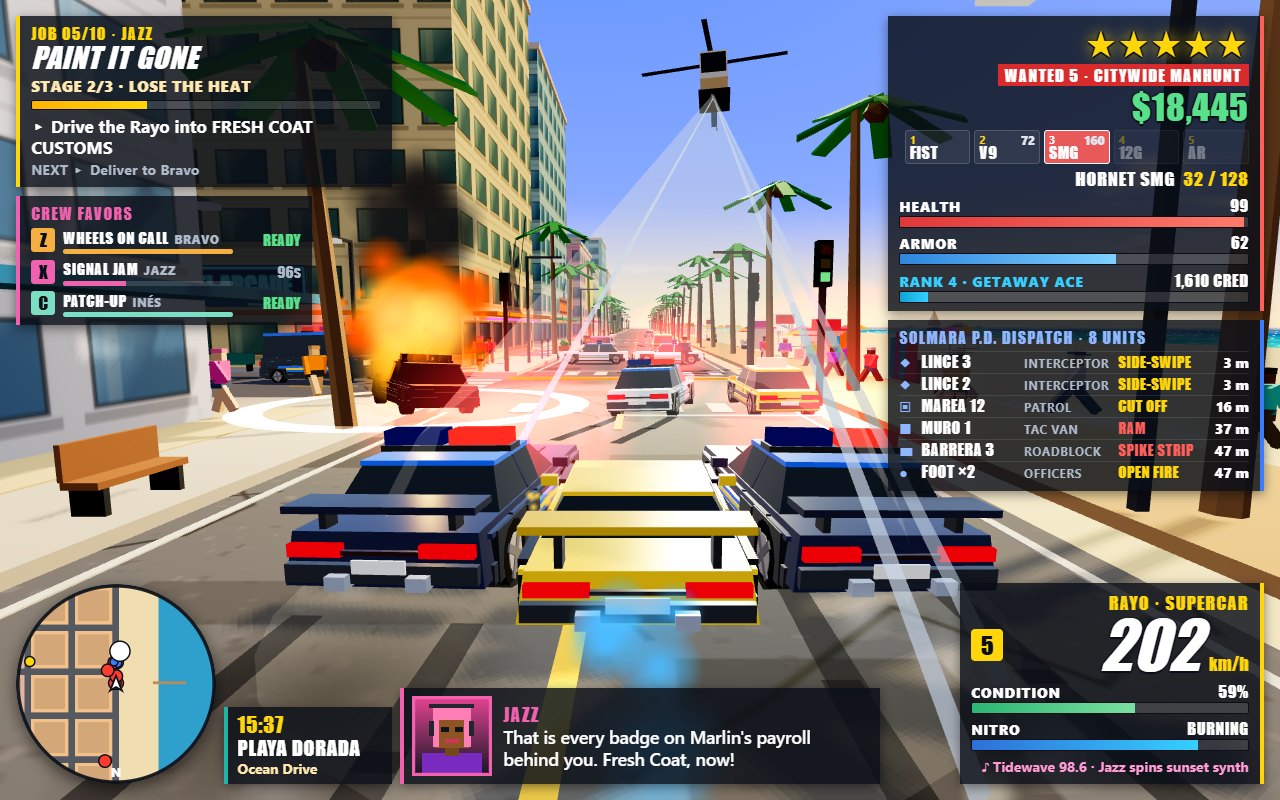 JOB 05/10 · JAZZ
PAINT IT GONE
STAGE 2/3 · LOSE THE HEAT
▸ Drive the Rayo into FRESH COAT
CUSTOMS
NEXT ▸ Deliver to Bravo
CREW FAVORS
Z WHEELS ON CALL BRAVO READY
X SIGNAL JAM JAZZ 96s
C PATCH-UP INÉS READY
★★★★★
WANTED 5 · CITYWIDE MANHUNT
$18,445
1 FIST
2 V9 72
3 SMG 160
4 12G
5 AR
HORNET SMG 32 / 128
HEALTH 99
ARMOR 62
RANK 4 · GETAWAY ACE 1,610 CRED
SOLMARA P.D. DISPATCH · 8 UNITS
LINCE 3 INTERCEPTOR SIDE-SWIPE 3 m
LINCE 2 INTERCEPTOR SIDE-SWIPE 3 m
MAREA 12 PATROL CUT OFF 16 m
MURO 1 TAC VAN RAM 37 m
BARRERA 3 ROADBLOCK SPIKE STRIP 47 m
FOOT ×2 OFFICERS OPEN FIRE 47 m
N
15:37
PLAYA DORADA
Ocean Drive
JAZZ
That is every badge on Marlin's payroll
behind you. Fresh Coat, now!
RAYO · SUPERCAR
5 202 km/h
CONDITION 59%
NITRO BURNING
♪ Tidewave 98.6 · Jazz spins sunset synth